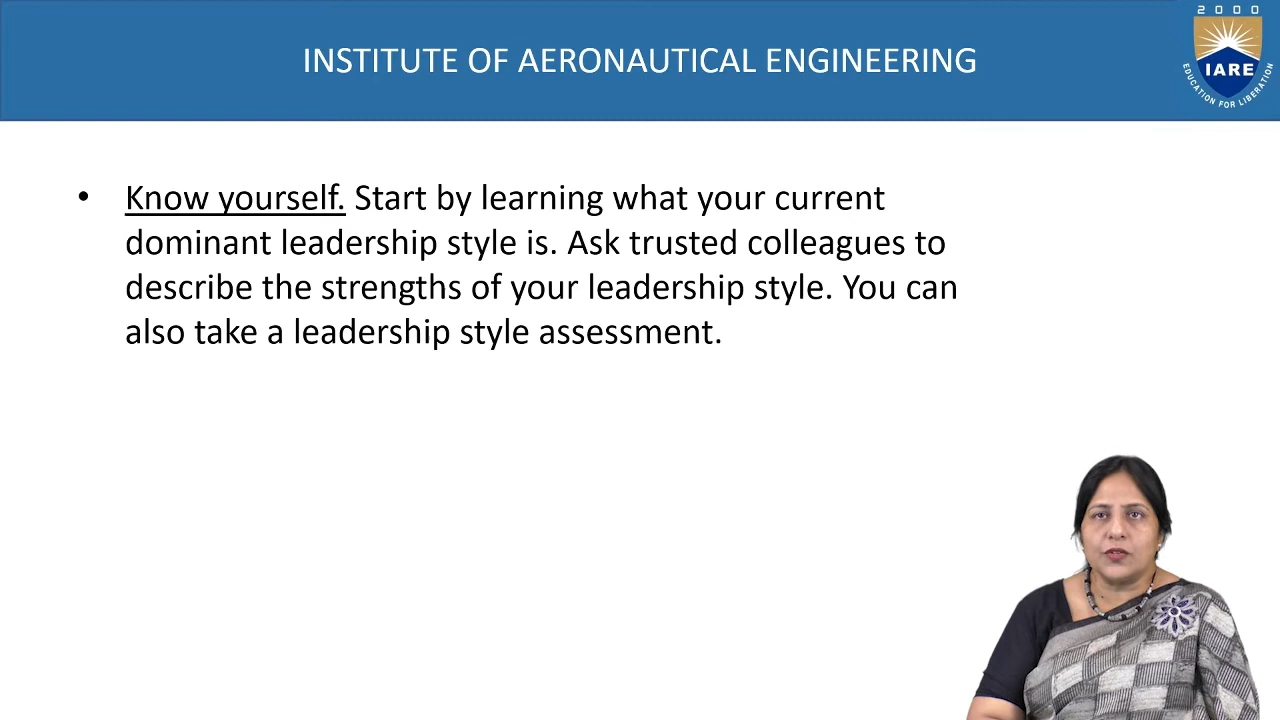 INSTITUTE OF AERONAUTICAL ENGINEERING
2000
IARE
EDUCATION FOR LIBERATION
• Know yourself. Start by learning what your current
dominant leadership style is. Ask trusted colleagues to
describe the strengths of your leadership style. You can
also take a leadership style assessment.